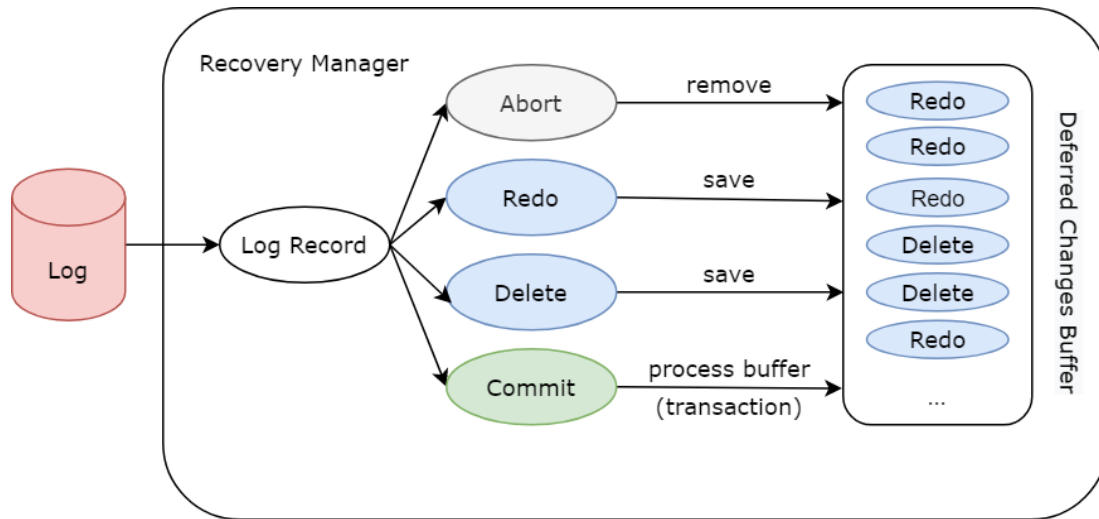 Recovery Manager
Log
Log Record
Abort
Redo
Delete
Commit
remove
save
save
process buffer
(transaction)
Redo
Redo
Redo
Delete
Delete
Redo
...
Deferred Changes Buffer